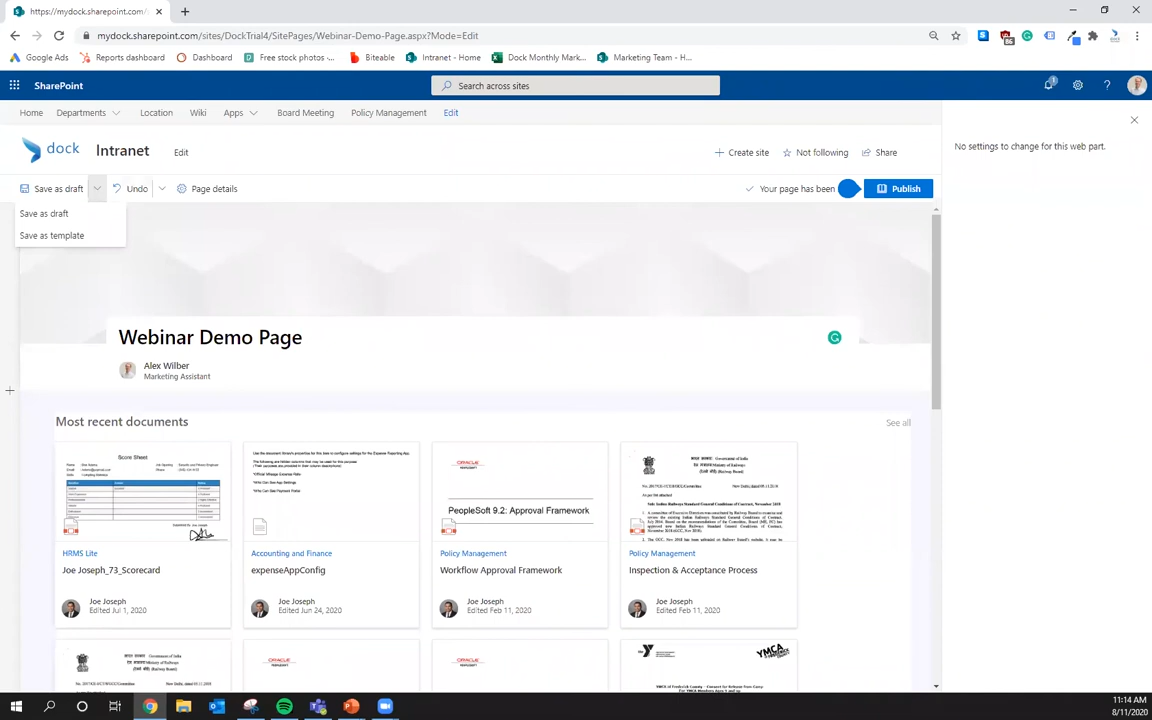 https://mydock.sharepoint.com/s
mydock.sharepoint.com/sites/DockTrial4/SitePages/Webinar-Demo-Page.aspx?Mode=Edit
Google Ads
Reports dashboard
Dashboard
Free stock photos -...
Biteable
Intranet - Home
Dock Monthly Mark...
Marketing Team - H...
SharePoint
Search across sites
1
Home
Departments
Location
Wiki
Apps
Board Meeting
Policy Management
Edit
dock
Intranet
Edit
Create site
Not following
Share
No settings to change for this web part.
Save as draft
Undo
Page details
Your page has been
Publish
Save as draft
Save as template
Webinar Demo Page
Alex Wilber
Marketing Assistant
Most recent documents
See all
Score Sheet
ORACLE
PeopleSoft 9.2: Approval Framework
HRMS Lite
Joe Joseph_73_Scorecard
Joe Joseph
Edited Jul 1, 2020
Accounting and Finance
expenseAppConfig
Joe Joseph
Edited Jun 24, 2020
Policy Management
Workflow Approval Framework
Joe Joseph
Edited Feb 11, 2020
Policy Management
Inspection & Acceptance Process
Joe Joseph
Edited Feb 11, 2020
ORACLE
ORACLE
11:14 AM
8/11/2020